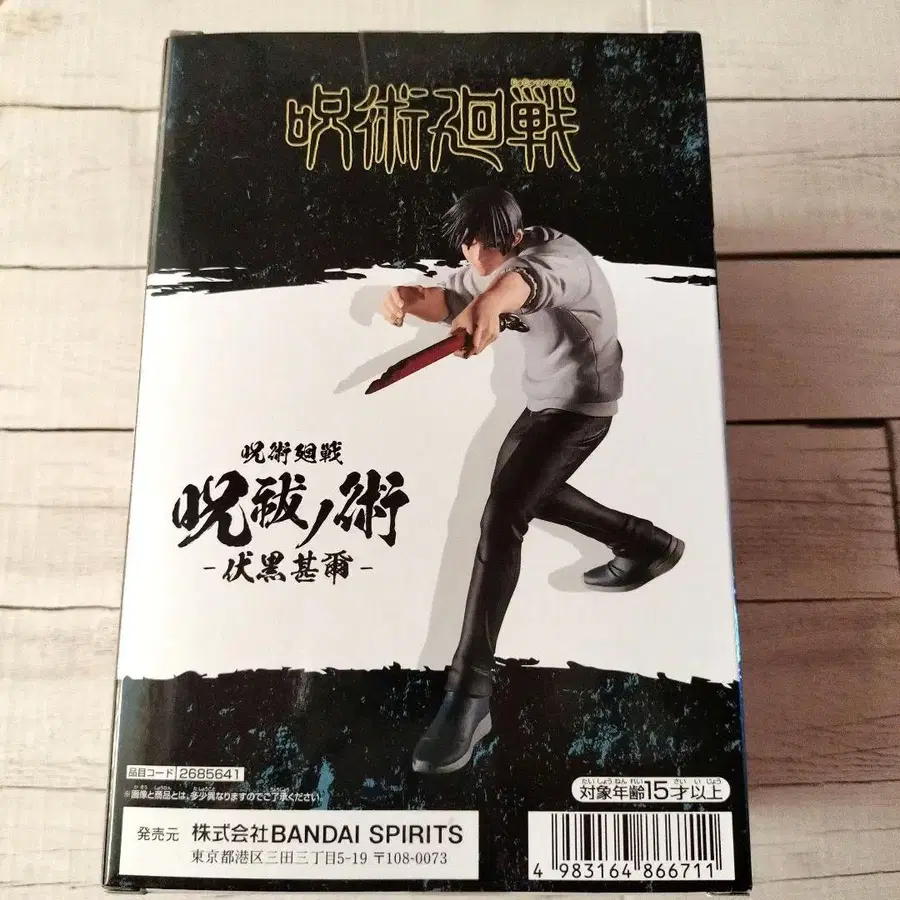 じゅじゅつかいせん
呪術廻戦
呪術廻戦
呪祓ノ術
-伏黒甚爾-
品目コード 2685641
※画像と商品とは、多少異なりますのでご了承ください。
たいしょうねんれい さい いじょう
対象年齢15才以上
発売元 株式会社BANDAI SPIRITS
東京都港区三田三丁目5-19 〒108-0073
4 983164 866711